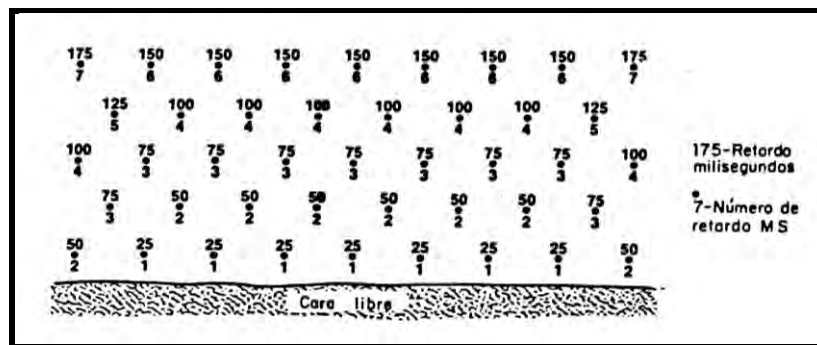 175 150 150 150 150 150 150 150 175
7 6 6 6 6 6 6 6 7
125 100 100 100 100 100 100 125
5 4 4 4 4 4 4 5
100 75 75 75 75 75 75 75 100
4 3 3 3 3 3 3 3 4
175-Retardo
milisegundos
75 50 50 50 50 50 50 75
3 2 2 2 2 2 2 3
7-Número de
retardo MS
50 25 25 25 25 25 25 25 50
2 1 1 1 1 1 1 1 2
Cara libre